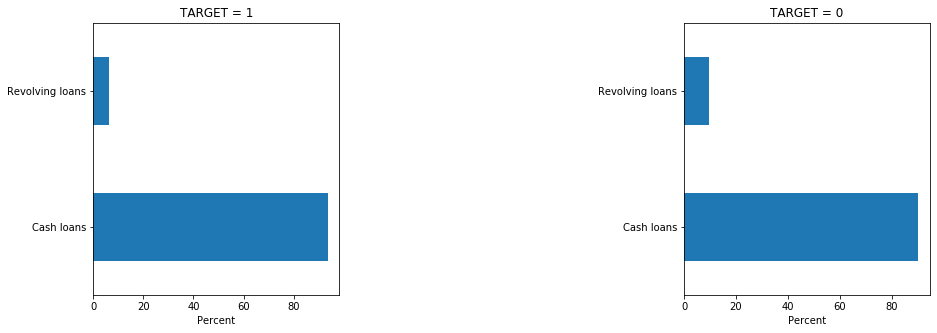 TARGET = 1
Revolving loans
Cash loans
0 20 40 60 80
Percent
TARGET = 0
Revolving loans
Cash loans
0 20 40 60 80
Percent